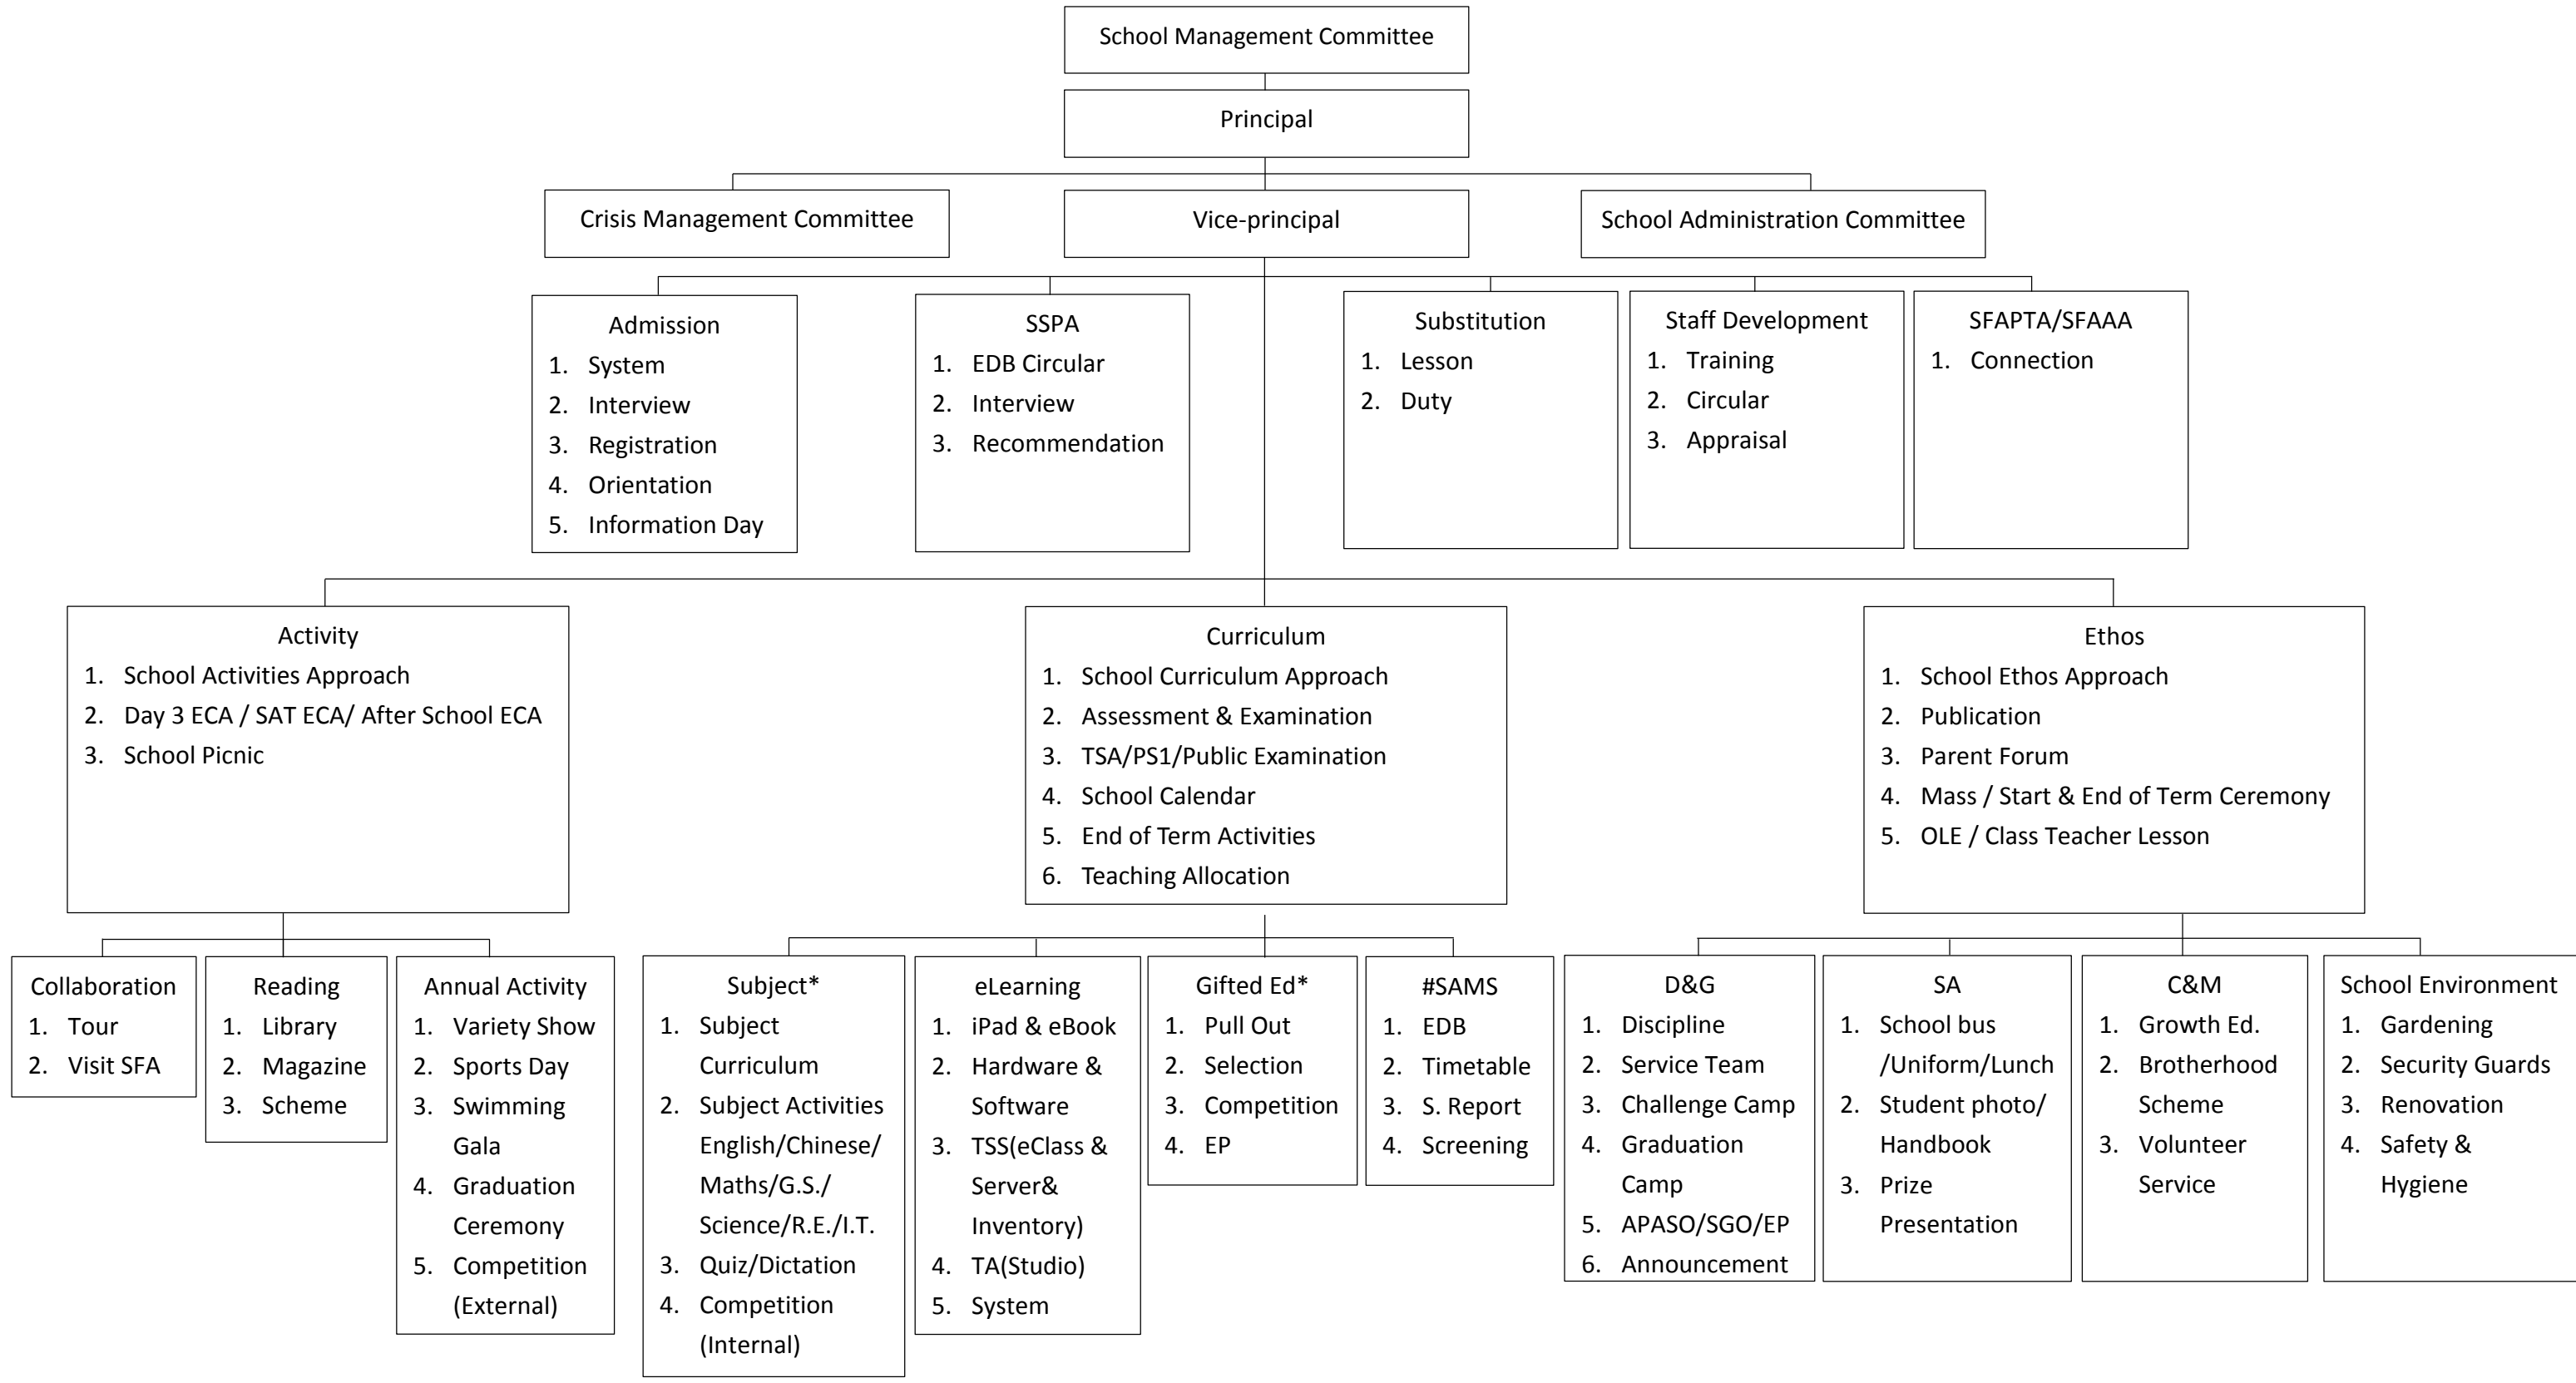 School Management Committee
Principal
Crisis Management Committee
Vice-principal
School Administration Committee
Admission
1. System
2. Interview
3. Registration
4. Orientation
5. Information Day
SSPA
1. EDB Circular
2. Interview
3. Recommendation
Substitution
1. Lesson
2. Duty
Staff Development
1. Training
2. Circular
3. Appraisal
SFAPTA/SFAAA
1. Connection
Activity
1. School Activities Approach
2. Day 3 ECA / SAT ECA/ After School ECA
3. School Picnic
Curriculum
1. School Curriculum Approach
2. Assessment & Examination
3. TSA/PS1/Public Examination
4. School Calendar
5. End of Term Activities
6. Teaching Allocation
Ethos
1. School Ethos Approach
2. Publication
3. Parent Forum
4. Mass / Start & End of Term Ceremony
5. OLE / Class Teacher Lesson
Collaboration
1. Tour
2. Visit SFA
Reading
1. Library
2. Magazine
3. Scheme
Annual Activity
1. Variety Show
2. Sports Day
3. Swimming
Gala
4. Graduation
Ceremony
5. Competition
(External)
Subject*
1. Subject
Curriculum
2. Subject Activities
English/Chinese/
Maths/G.S./
Science/R.E./I.T.
3. Quiz/Dictation
4. Competition
(Internal)
eLearning
1. iPad & eBook
2. Hardware &
Software
3. TSS(eClass &
Server&
Inventory)
4. TA(Studio)
5. System
Gifted Ed*
1. Pull Out
2. Selection
3. Competition
4. EP
#SAMS
1. EDB
2. Timetable
3. S. Report
4. Screening
D&G
1. Discipline
2. Service Team
3. Challenge Camp
4. Graduation
Camp
5. APASO/SGO/EP
6. Announcement
SA
1. School bus
/Uniform/Lunch
2. Student photo/
Handbook
3. Prize
Presentation
C&M
1. Growth Ed.
2. Brotherhood
Scheme
3. Volunteer
Service
School Environment
1. Gardening
2. Security Guards
3. Renovation
4. Safety &
Hygiene